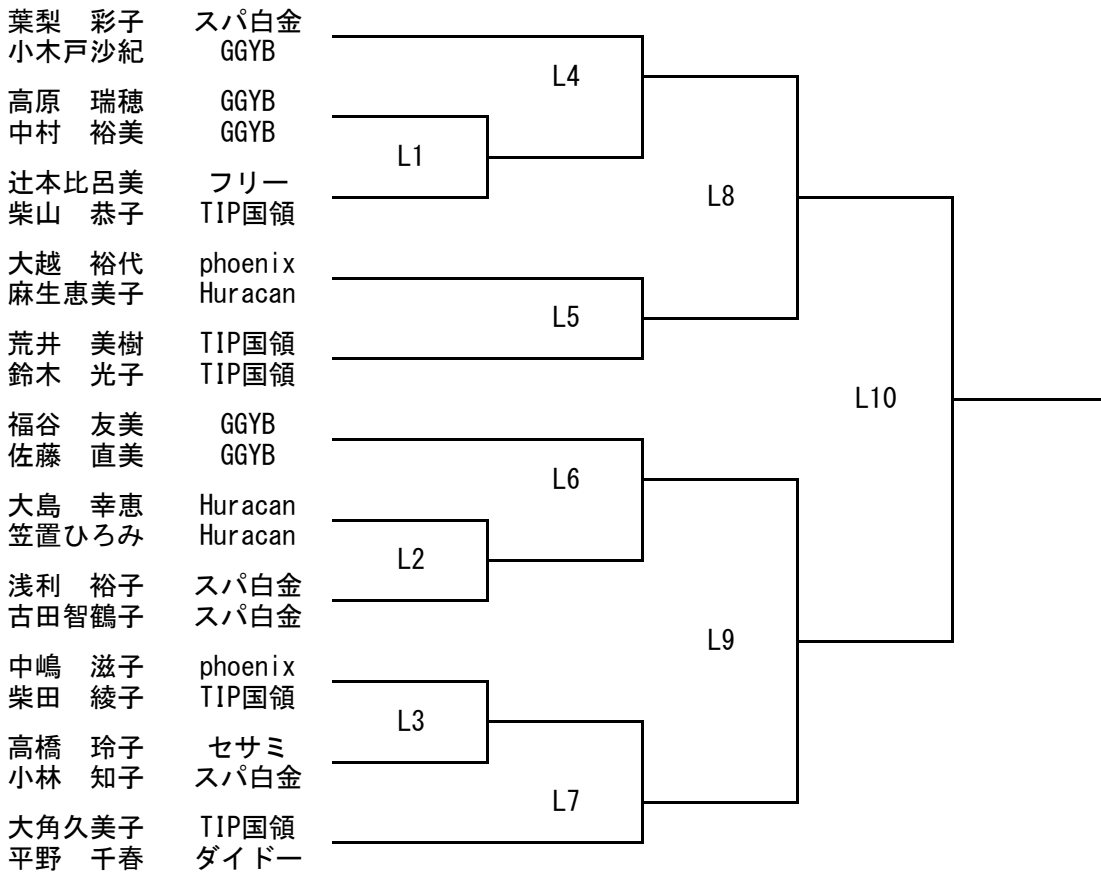 葉梨　彩子　スパ白金
小木戸沙紀　GGYB
L4
高原　瑞穂　GGYB
中村　裕美　GGYB
L1
辻本比呂美　フリー
柴山　恭子　TIP国領
L8
大越　裕代　phoenix
麻生恵美子　Huracan
L5
荒井　美樹　TIP国領
鈴木　光子　TIP国領
L10
福谷　友美　GGYB
佐藤　直美　GGYB
L6
大島　幸恵　Huracan
笠置ひろみ　Huracan
L2
浅利　裕子　スパ白金
古田智鶴子　スパ白金
L9
中嶋　滋子　phoenix
柴田　綾子　TIP国領
L3
高橋　玲子　セサミ
小林　知子　スパ白金
L7
大角久美子　TIP国領
平野　千春　ダイドー